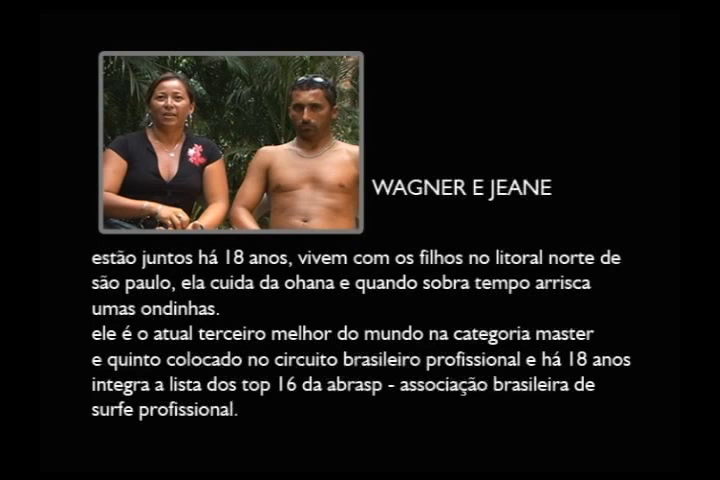 WAGNER E JEANE
estão juntos há 18 anos, vivem com os filhos no litoral norte de
são paulo, ela cuida da ohana e quando sobra tempo arrisca
umas ondinhas.
ele é o atual terceiro melhor do mundo na categoria master
e quinto colocado no circuito brasileiro profissional e há 18 anos
integra a lista dos top 16 da abrasp - associação brasileira de
surfe profissional.